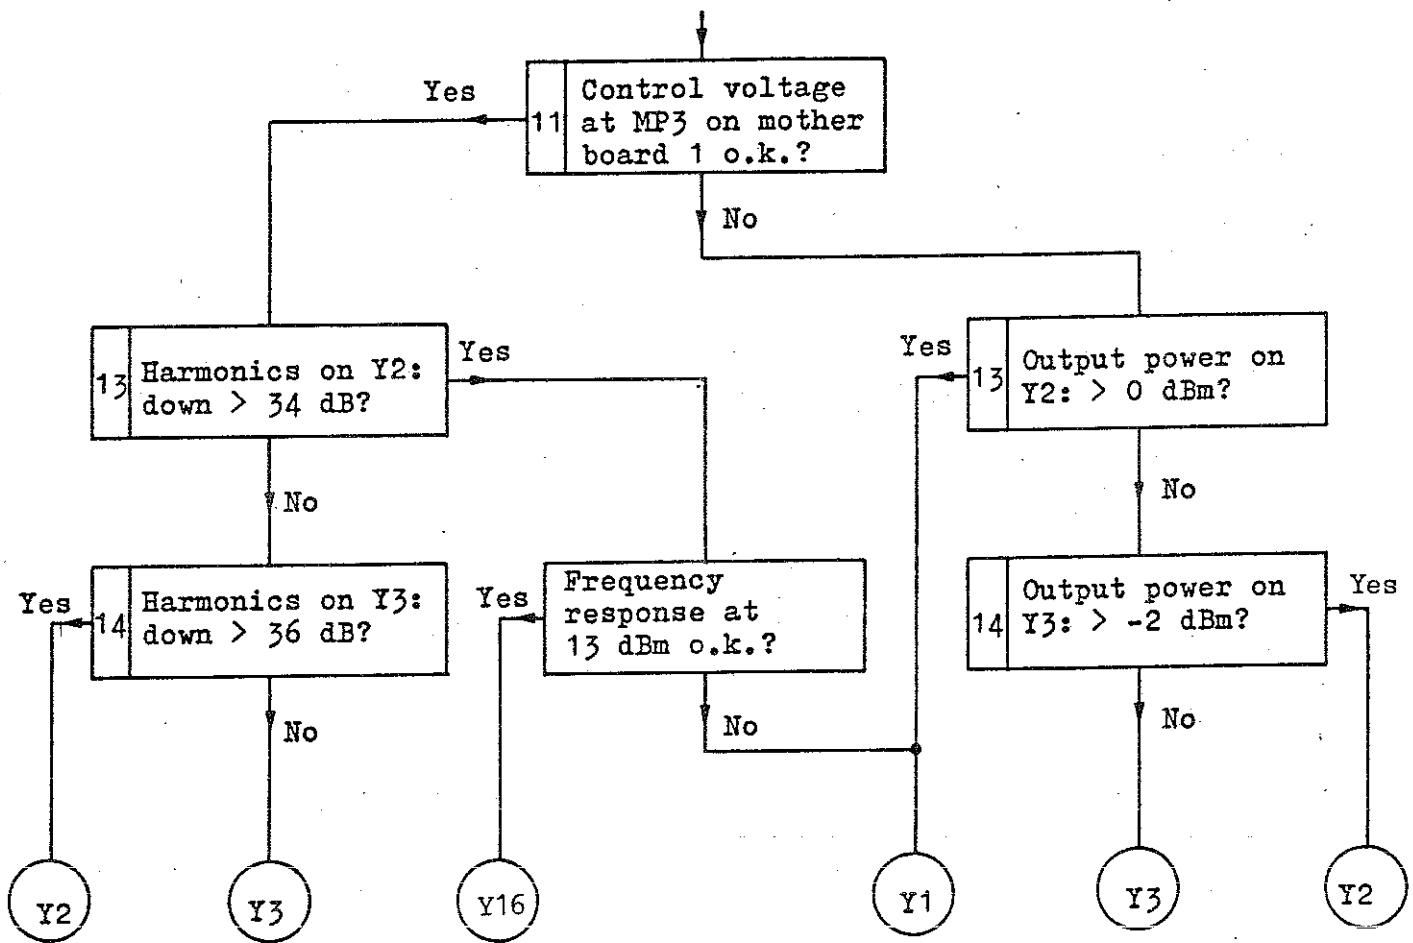 Yes
11
Control voltage
at MP3 on mother
board 1 o.k.?
No
13
Harmonics on Y2:
down > 34 dB?
Yes
Yes
13
Output power on
Y2: > 0 dBm?
No
No
Yes
14
Harmonics on Y3:
down > 36 dB?
Yes
Frequency
response at
13 dBm o.k.?
14
Output power on
Y3: > -2 dBm?
Yes
No
No
No
Y2
Y3
Y16
Y1
Y3
Y2